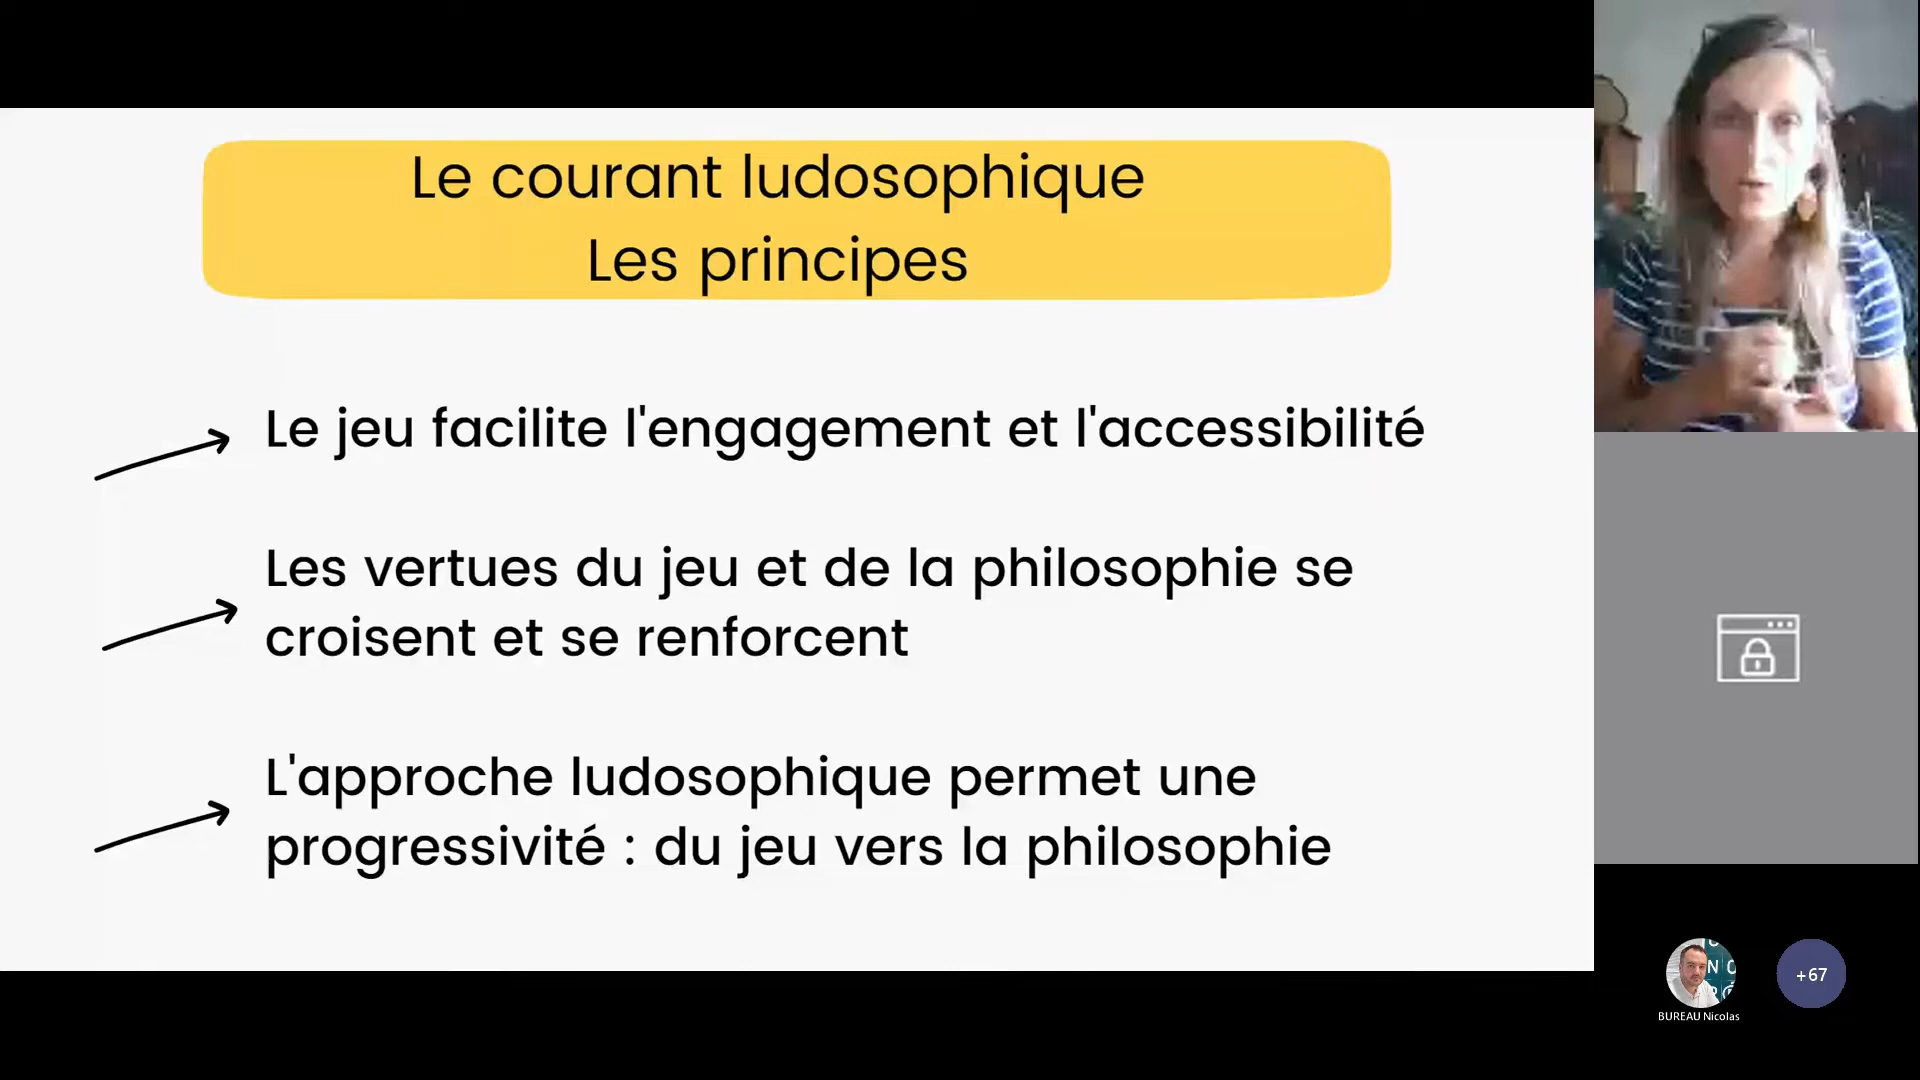 Le courant ludosophique
Les principes
Le jeu facilite l'engagement et l'accessibilité
Les vertues du jeu et de la philosophie se
croisent et se renforcent
L'approche ludosophique permet une
progressivité : du jeu vers la philosophie
BUREAU Nicolas
+67